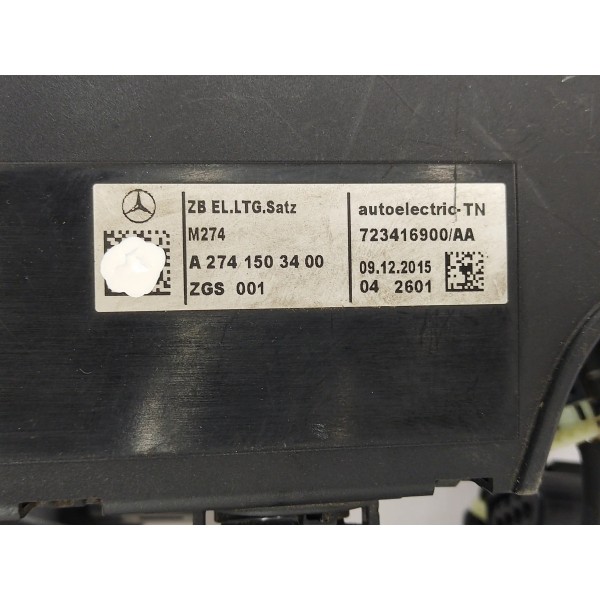 ZB EL.LTG.Satz
M274
A 274 150 34 00
ZGS 001
autoelectric-TN
723416900/AA
09.12.2015
04 2601